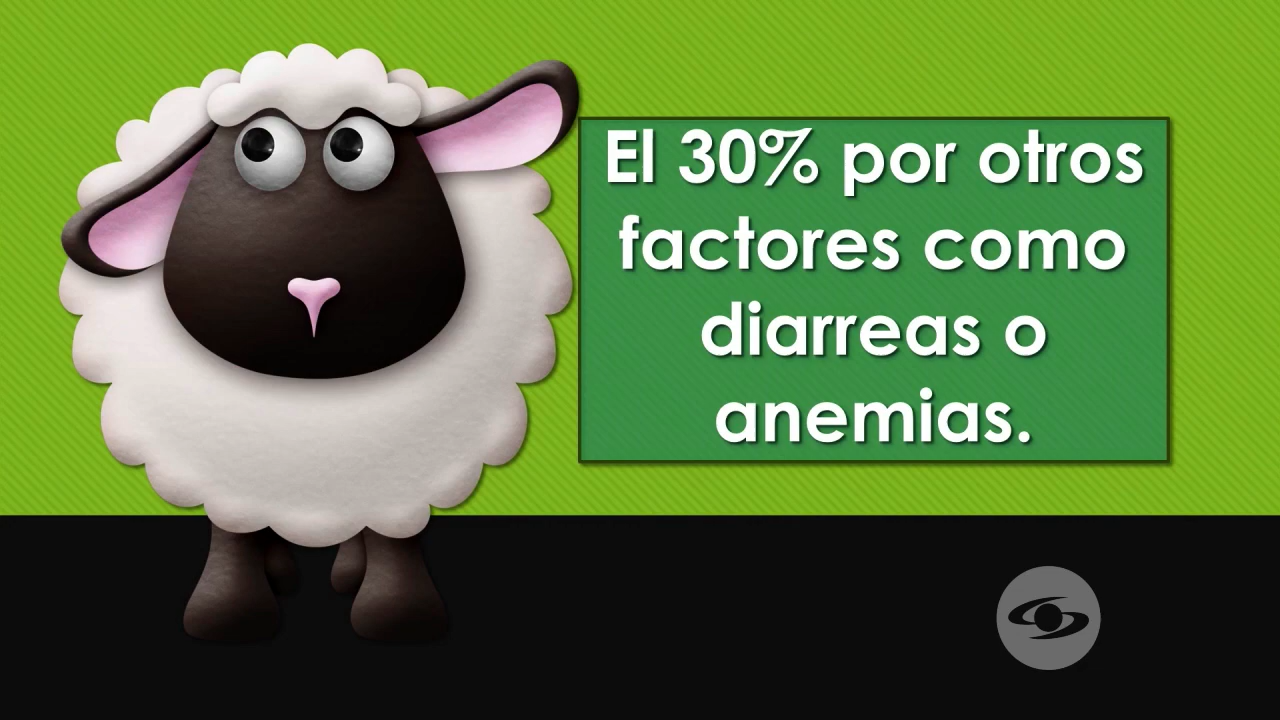 El 30% por otros
factores como
diarreas o
anemias.